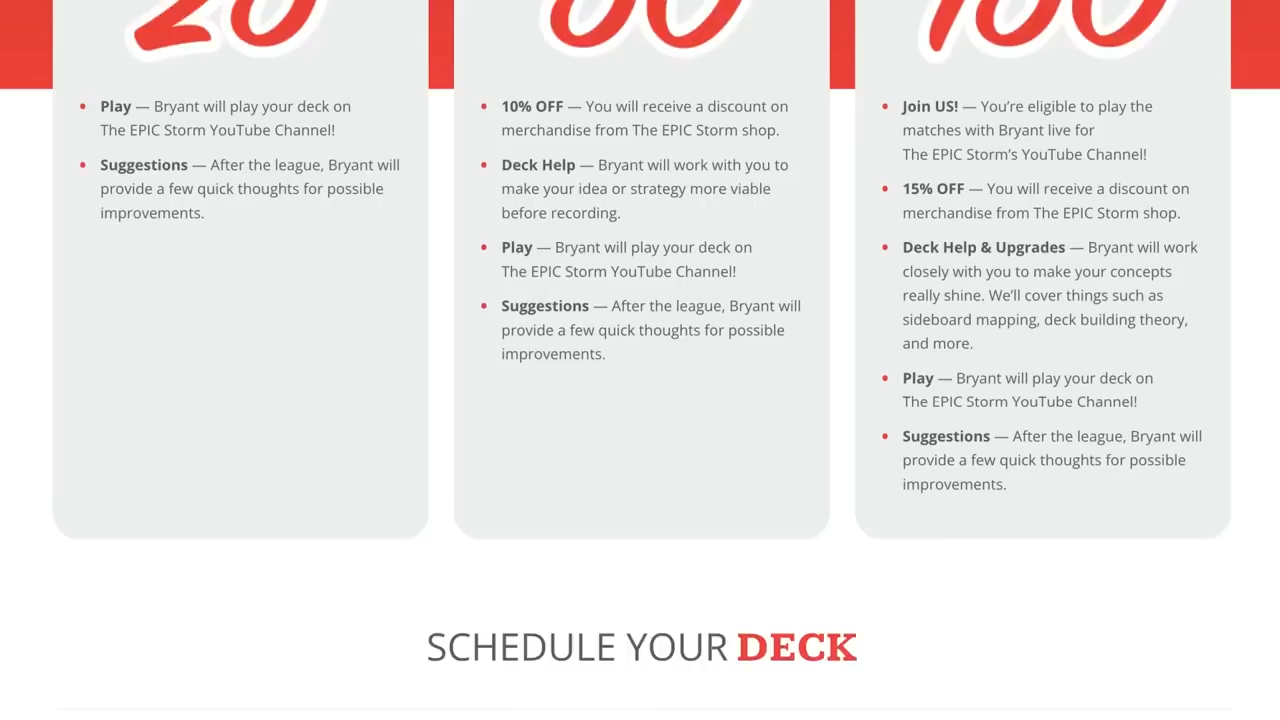 Play — Bryant will play your deck on
The EPIC Storm YouTube Channel!
Suggestions — After the league, Bryant will
provide a few quick thoughts for possible
improvements.
10% OFF — You will receive a discount on
merchandise from The EPIC Storm shop.
Deck Help — Bryant will work with you to
make your idea or strategy more viable
before recording.
Play — Bryant will play your deck on
The EPIC Storm YouTube Channel!
Suggestions — After the league, Bryant will
provide a few quick thoughts for possible
improvements.
Join US! — You’re eligible to play the
matches with Bryant live for
The EPIC Storm’s YouTube Channel!
15% OFF — You will receive a discount on
merchandise from The EPIC Storm shop.
Deck Help & Upgrades — Bryant will work
closely with you to make your concepts
really shine. We’ll cover things such as
sideboard mapping, deck building theory,
and more.
Play — Bryant will play your deck on
The EPIC Storm YouTube Channel!
Suggestions — After the league, Bryant will
provide a few quick thoughts for possible
improvements.
SCHEDULE YOUR DECK